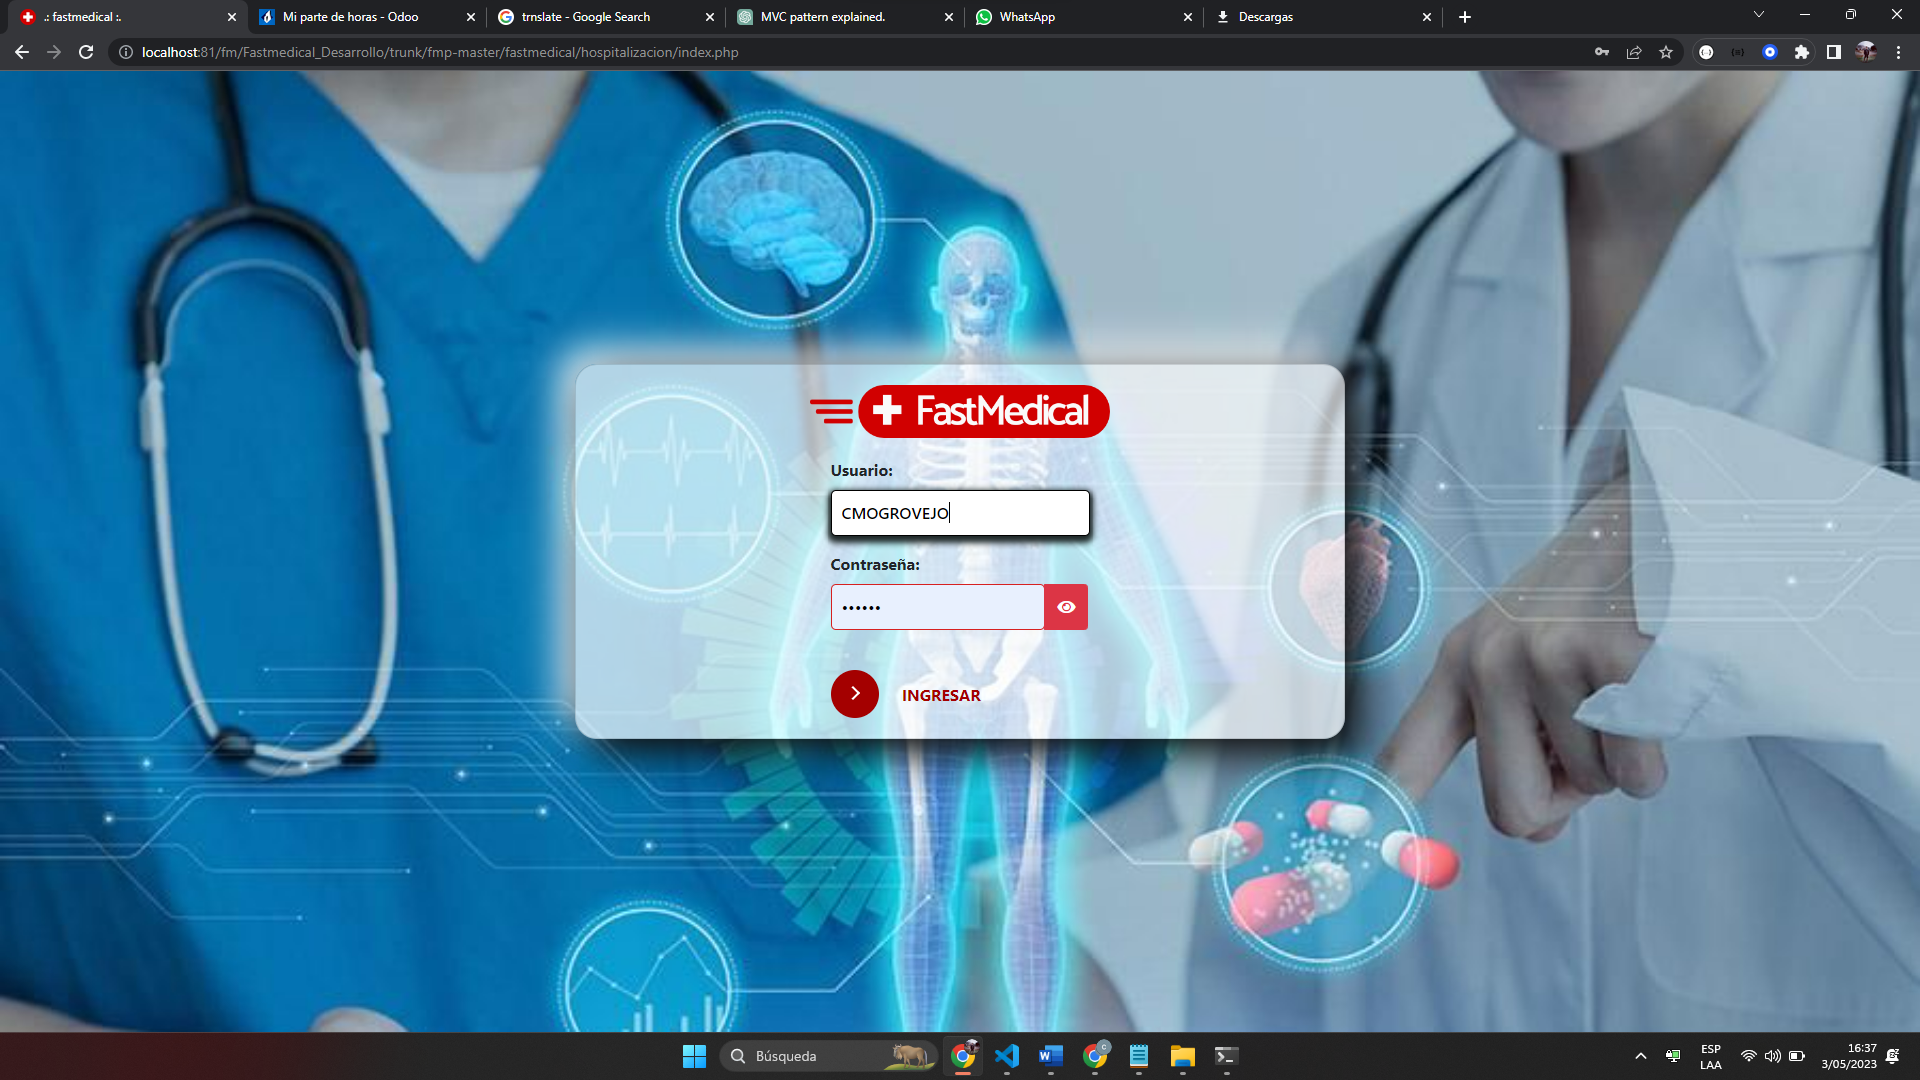 .: fastmedical :.
Mi parte de horas - Odoo
trnslate - Google Search
MVC pattern explained.
WhatsApp
Descargas
localhost:81/fm/Fastmedical_Desarrollo/trunk/fmp-master/fastmedical/hospitalizacion/index.php
FastMedical
Usuario:
CMOGROVEJO
Contraseña:
••••••
INGRESAR
Búsqueda
ESP
LAA
16:37
3/05/2023